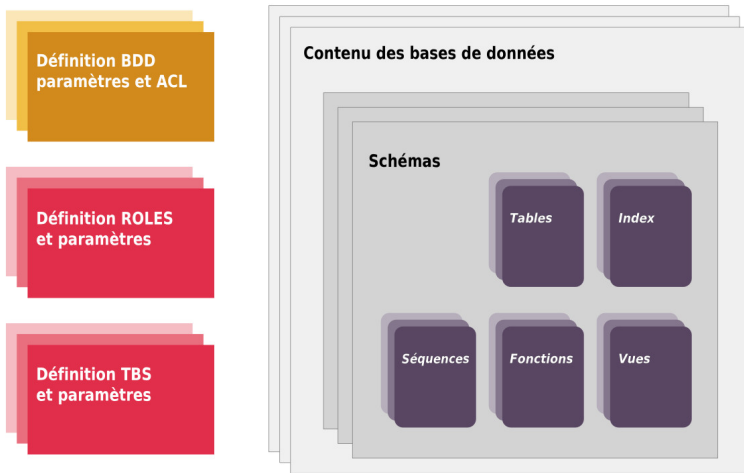 Définition BDD
paramètres et ACL
Définition ROLES
et paramètres
Définition TBS
et paramètres
Contenu des bases de données
Schémas
Tables
Index
Séquences
Fonctions
Vues